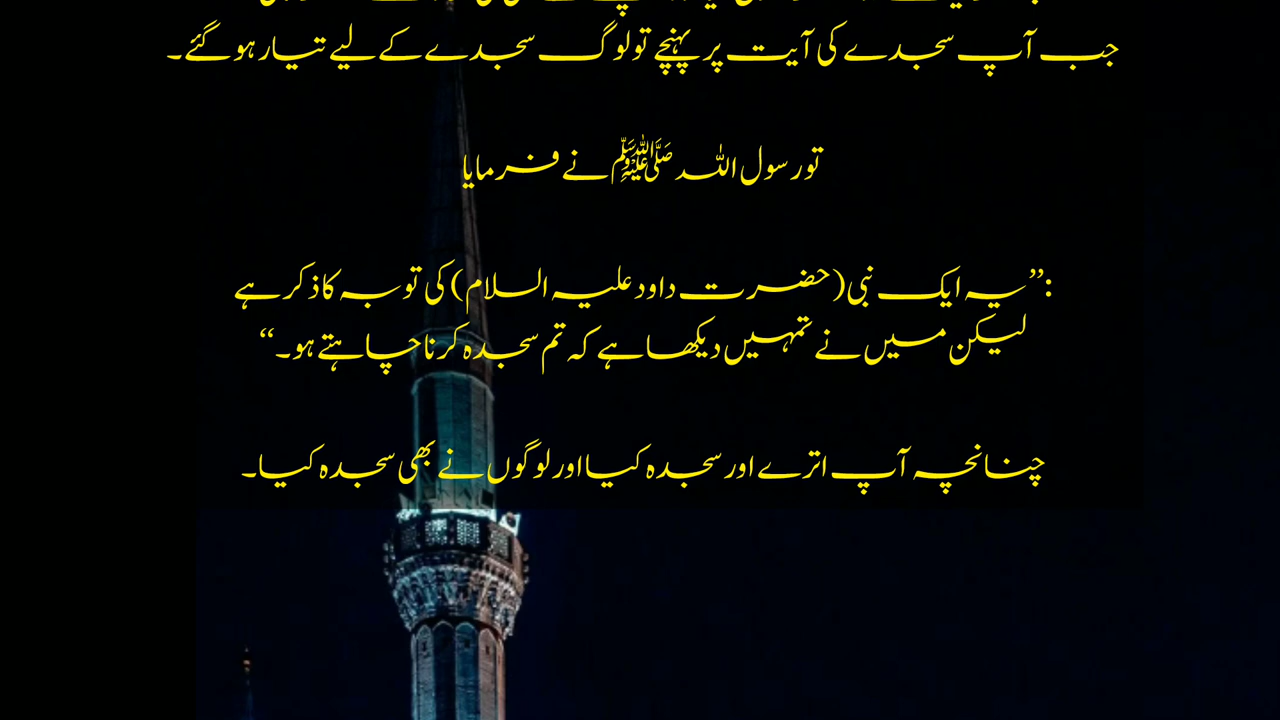 جب آپ سجدے کی آیت پر پہنچے تو لوگ سجدے کے لیے تیار ہو گئے۔
تو رسول اللہ ﷺ نے فرمایا
:”یہ ایک نبی (حضرت داود علیہ السلام) کی توبہ کا ذکر ہے
لیکن میں نے تمہیں دیکھا ہے کہ تم سجدہ کرنا چاہتے ہو۔“
چنانچہ آپ اترے اور سجدہ کیا اور لوگوں نے بھی سجدہ کیا۔